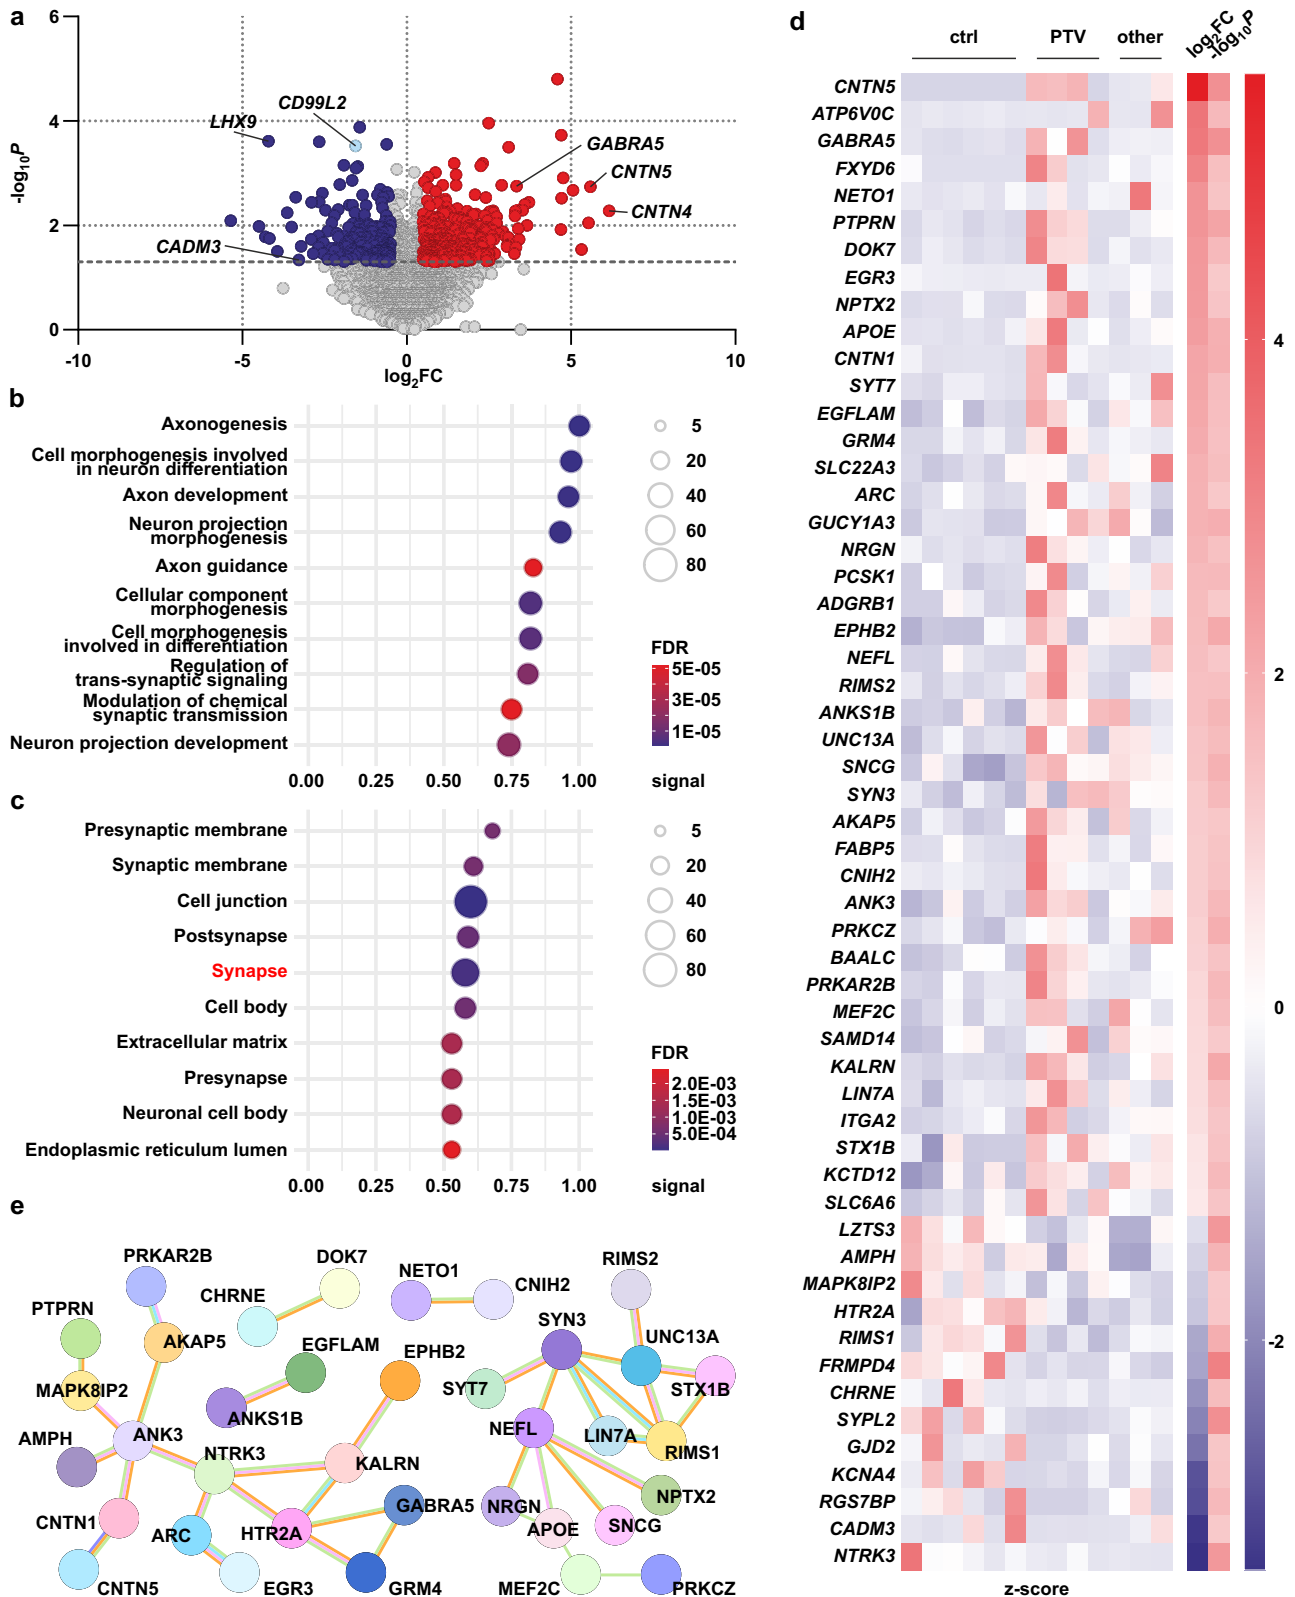 a
6
4
2
0
-log10P
-10
-5
0
5
10
log2FC
CD99L2
LHX9
GABRA5
CNTN5
CNTN4
CADM3
b
Axonogenesis
Cell morphogenesis involved
in neuron differentiation
Axon development
Neuron projection
morphogenesis
Axon guidance
Cellular component
morphogenesis
Cell morphogenesis
involved in differentiation
Regulation of
trans-synaptic signaling
Modulation of chemical
synaptic transmission
Neuron projection development
0.00
0.25
0.50
0.75
1.00
signal
5
20
40
60
80
FDR
5E-05
3E-05
1E-05
c
Presynaptic membrane
Synaptic membrane
Cell junction
Postsynapse
Synapse
Cell body
Extracellular matrix
Presynapse
Neuronal cell body
Endoplasmic reticulum lumen
0.00
0.25
0.50
0.75
1.00
signal
5
20
40
60
80
FDR
2.0E-03
1.5E-03
1.0E-03
5.0E-04
d
ctrl
PTV
other
log2FC
-log10P
CNTN5
ATP6V0C
GABRA5
FXYD6
NETO1
PTPRN
DOK7
EGR3
NPTX2
APOE
CNTN1
SYT7
EGFLAM
GRM4
SLC22A3
ARC
GUCY1A3
NRGN
PCSK1
ADGRB1
EPHB2
NEFL
RIMS2
ANKS1B
UNC13A
SNCG
SYN3
AKAP5
FABP5
CNIH2
ANK3
PRKCZ
BAALC
PRKAR2B
MEF2C
SAMD14
KALRN
LIN7A
ITGA2
STX1B
KCTD12
SLC6A6
LZTS3
AMPH
MAPK8IP2
HTR2A
RIMS1
FRMPD4
CHRNE
SYPL2
GJD2
KCNA4
RGS7BP
CADM3
NTRK3
4
2
0
-2
z-score
e
PRKAR2B
DOK7
NETO1
CNIH2
RIMS2
CHRNE
PTPRN
AKAP5
EGFLAM
EPHB2
SYN3
UNC13A
MAPK8IP2
ANKS1B
SYT7
STX1B
AMPH
ANK3
NTRK3
KALRN
NEFL
LIN7A
RIMS1
CNTN1
ARC
HTR2A
GABRA5
NRGN
APOE
SNCG
NPTX2
CNTN5
EGR3
GRM4
MEF2C
PRKCZ